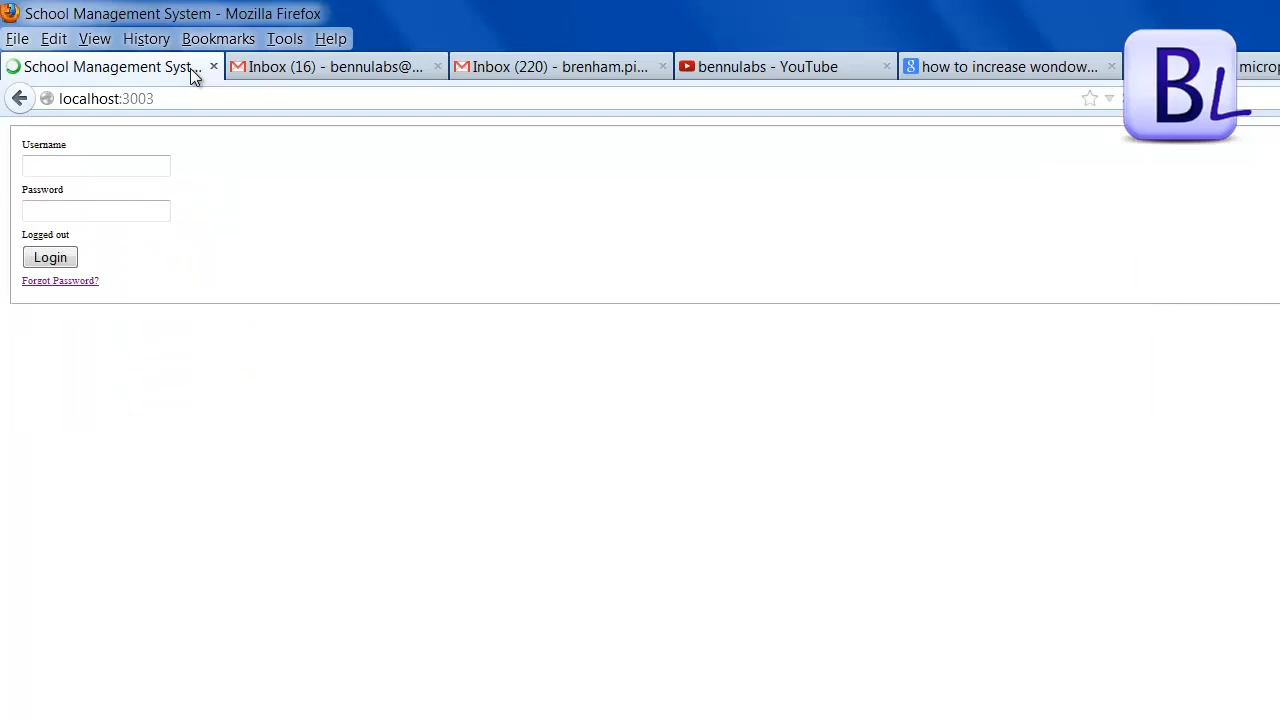 School Management System - Mozilla Firefox
File Edit View History Bookmarks Tools Help
School Management Syst... Inbox (16) - bennulabs@... Inbox (220) - brenham.pi... bennulabs - YouTube how to increase wondow... microp
localhost:3003
BL
Username
Password
Logged out
Login
Forgot Password?